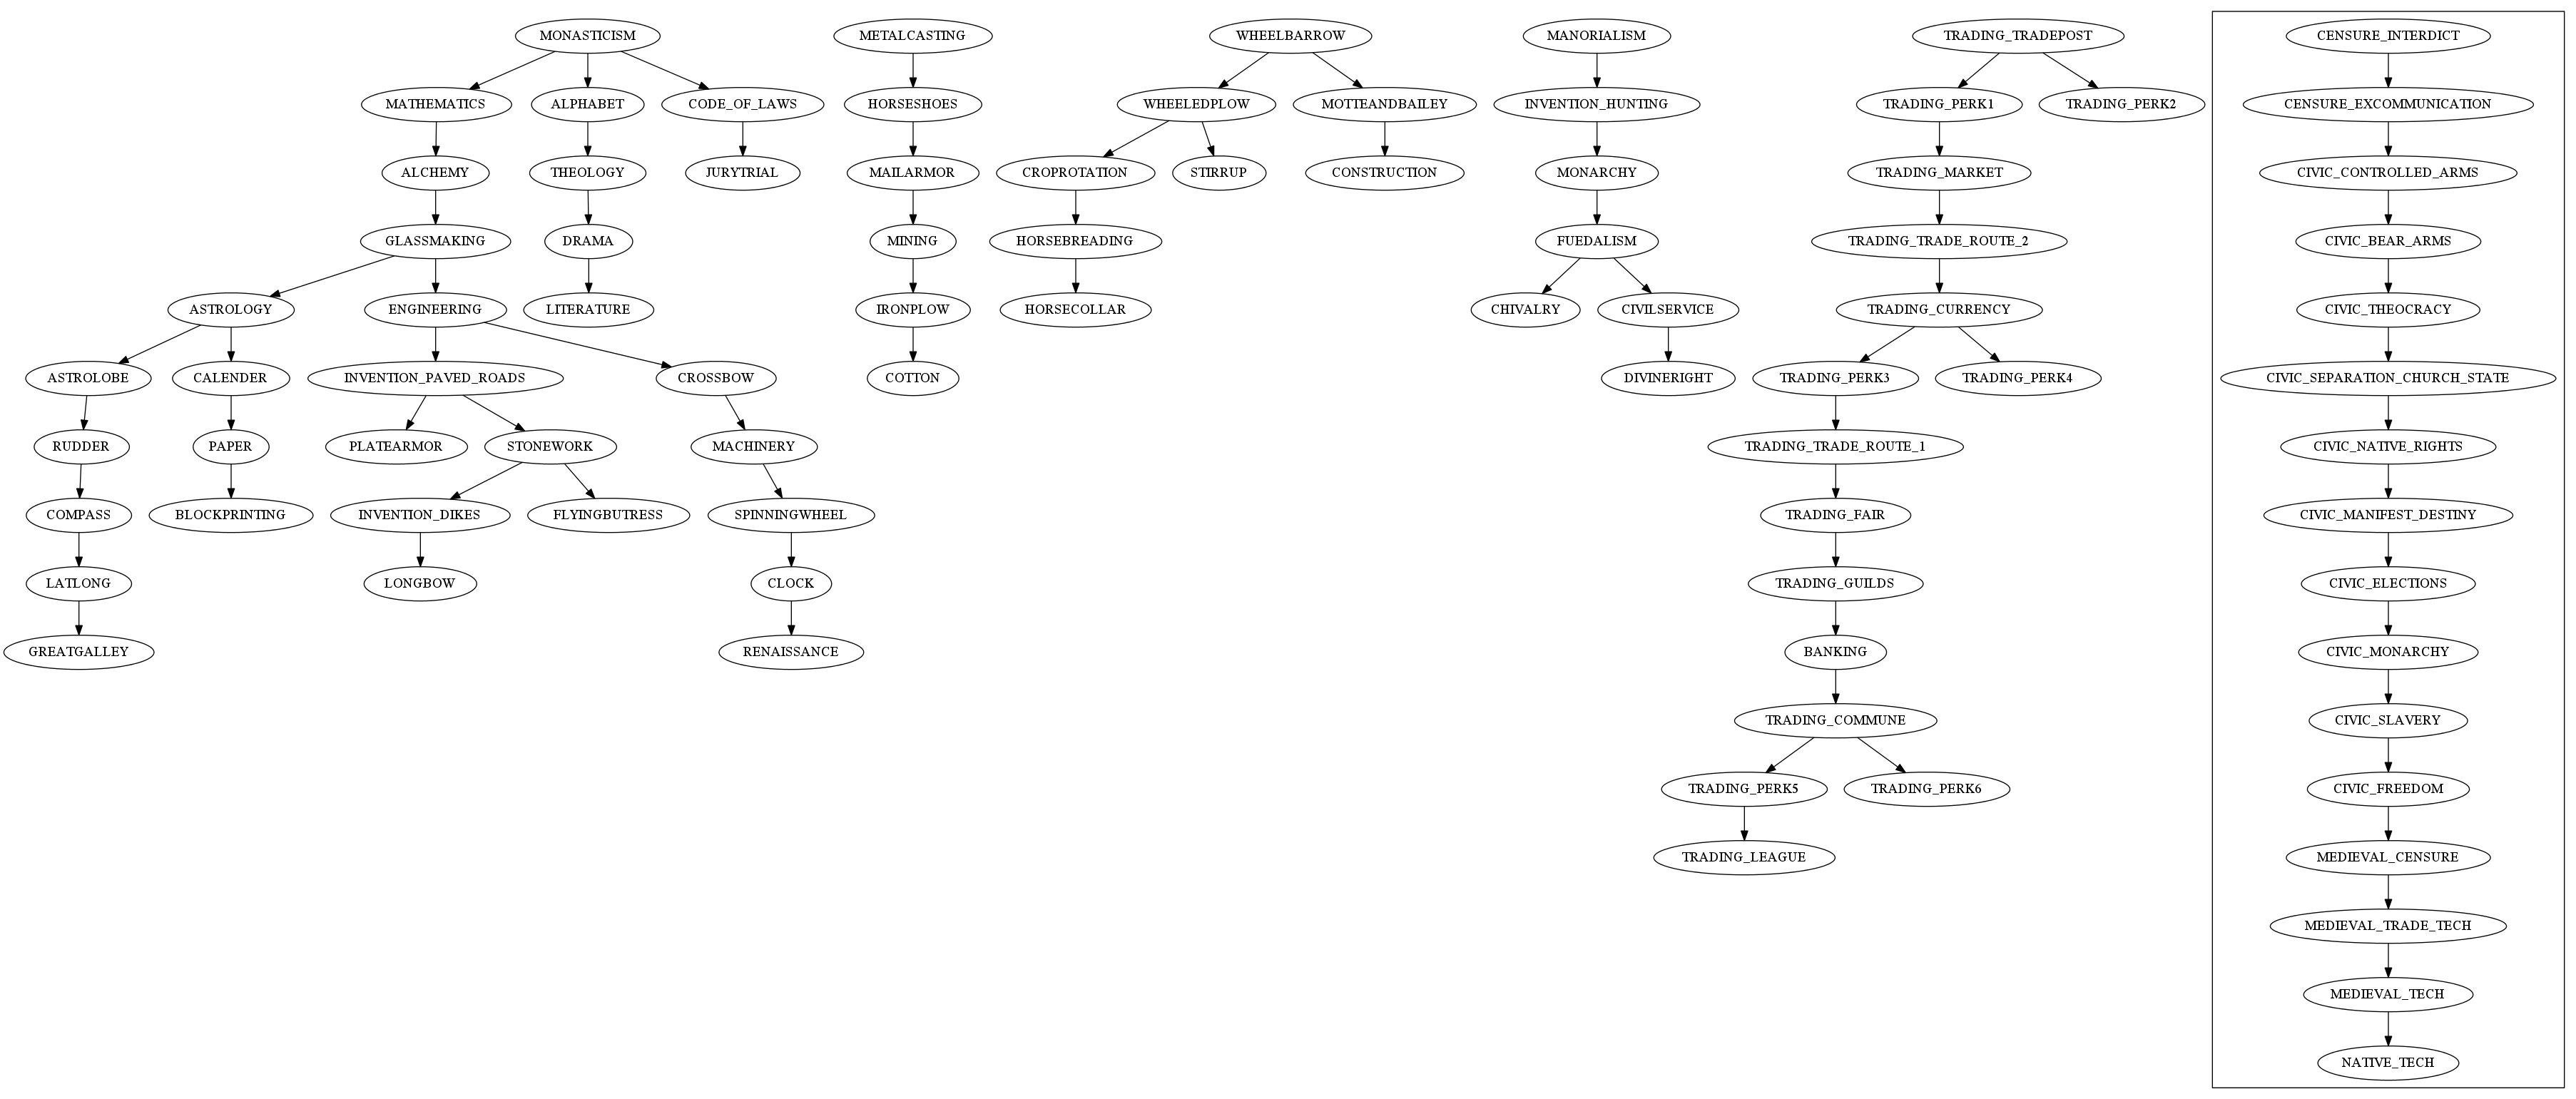 MONASTICISM
METALCASTING
WHEELBARROW
MANORIALISM
TRADING_TRADEPOST
CENSURE_INTERDICT
MATHEMATICS
ALPHABET
CODE_OF_LAWS
HORSESHOES
WHEELEDPLOW
MOTTEANDBAILEY
INVENTION_HUNTING
TRADING_PERK1
TRADING_PERK2
CENSURE_EXCOMMUNICATION
ALCHEMY
THEOLOGY
JURYTRIAL
MAILARMOR
CROPROTATION
STIRRUP
CONSTRUCTION
MONARCHY
TRADING_MARKET
CIVIC_CONTROLLED_ARMS
GLASSMAKING
DRAMA
MINING
HORSEBREADING
FUEDALISM
TRADING_TRADE_ROUTE_2
CIVIC_BEAR_ARMS
ASTROLOGY
ENGINEERING
LITERATURE
IRONPLOW
HORSECOLLAR
CHIVALRY
CIVILSERVICE
TRADING_CURRENCY
CIVIC_THEOCRACY
ASTROLOBE
CALENDER
INVENTION_PAVED_ROADS
CROSSBOW
COTTON
DIVINERIGHT
TRADING_PERK3
TRADING_PERK4
CIVIC_SEPARATION_CHURCH_STATE
RUDDER
PAPER
PLATEARMOR
STONEWORK
MACHINERY
TRADING_TRADE_ROUTE_1
CIVIC_NATIVE_RIGHTS
COMPASS
BLOCKPRINTING
INVENTION_DIKES
FLYINGBUTRESS
SPINNINGWHEEL
TRADING_FAIR
CIVIC_MANIFEST_DESTINY
LATLONG
LONGBOW
CLOCK
TRADING_GUILDS
CIVIC_ELECTIONS
GREATGALLEY
RENAISSANCE
BANKING
CIVIC_MONARCHY
TRADING_COMMUNE
CIVIC_SLAVERY
TRADING_PERK5
TRADING_PERK6
CIVIC_FREEDOM
TRADING_LEAGUE
MEDIEVAL_CENSURE
MEDIEVAL_TRADE_TECH
MEDIEVAL_TECH
NATIVE_TECH